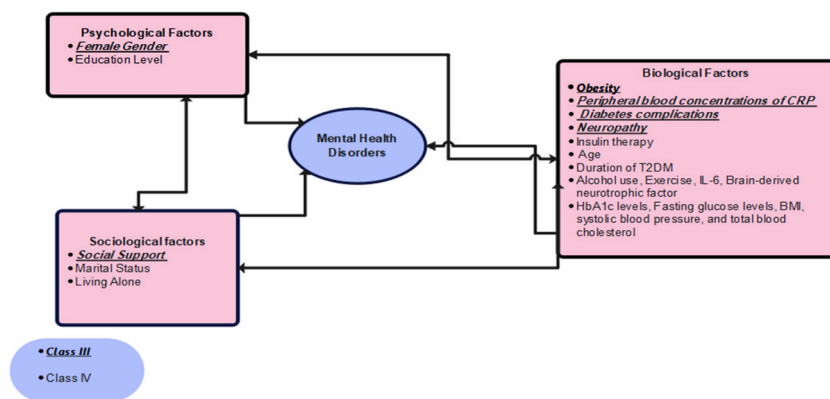 Psychological Factors
• Female Gender
• Education Level
Mental Health
Disorders
Biological Factors
• Obesity
• Peripheral blood concentrations of CRP
• Diabetes complications
• Neuropathy
• Insulin therapy
• Age
• Duration of T2DM
• Alcohol use, Exercise, IL-6, Brain-derived
neurotrophic factor
• HbA1c levels, Fasting glucose levels, BMI,
systolic blood pressure, and total blood
cholesterol
Sociological factors
• Social Support
• Marital Status
• Living Alone
• Class III
• Class IV